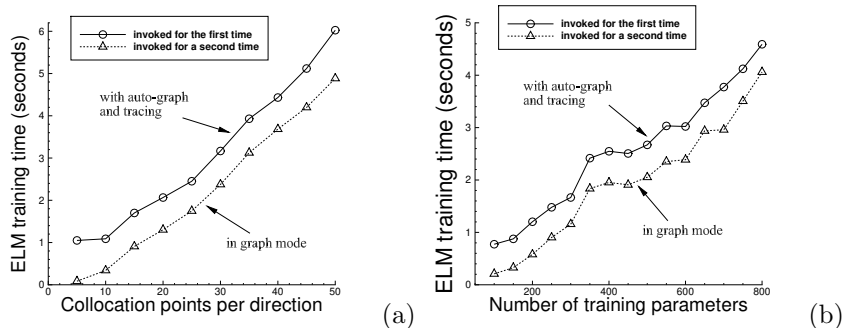 invoked for the first time
invoked for a second time
with auto-graph
and tracing
in graph mode
ELM training time (seconds)
0 1 2 3 4 5 6
0 10 20 30 40 50
Collocation points per direction
(a)
invoked for the first time
invoked for a second time
with auto-graph
and tracing
in graph mode
ELM training time (seconds)
0 1 2 3 4 5
200 400 600 800
Number of training parameters
(b)